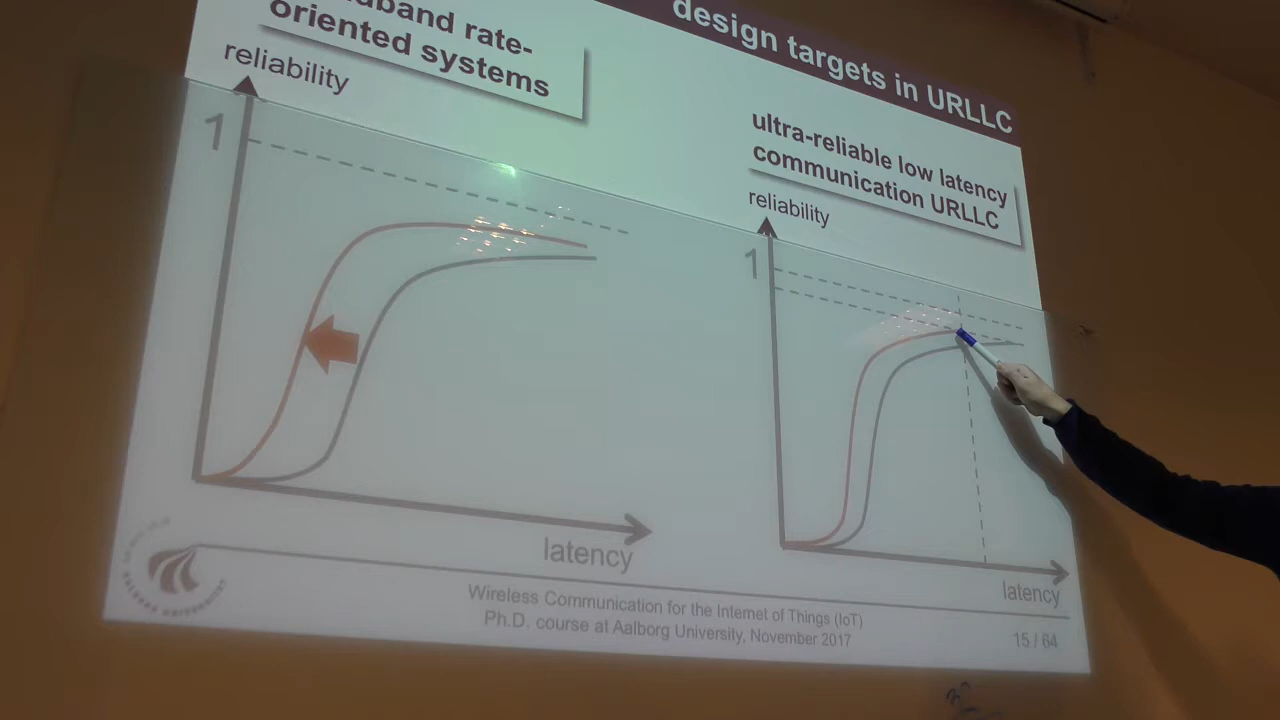 design targets in URLLC
rate-
oriented systems
reliability
1
ultra-reliable low latency
communication URLLC
reliability
1
latency
latency
Wireless Communication for the Internet of Things (IoT)
Ph.D. course at Aalborg University, November 2017
15 / 64